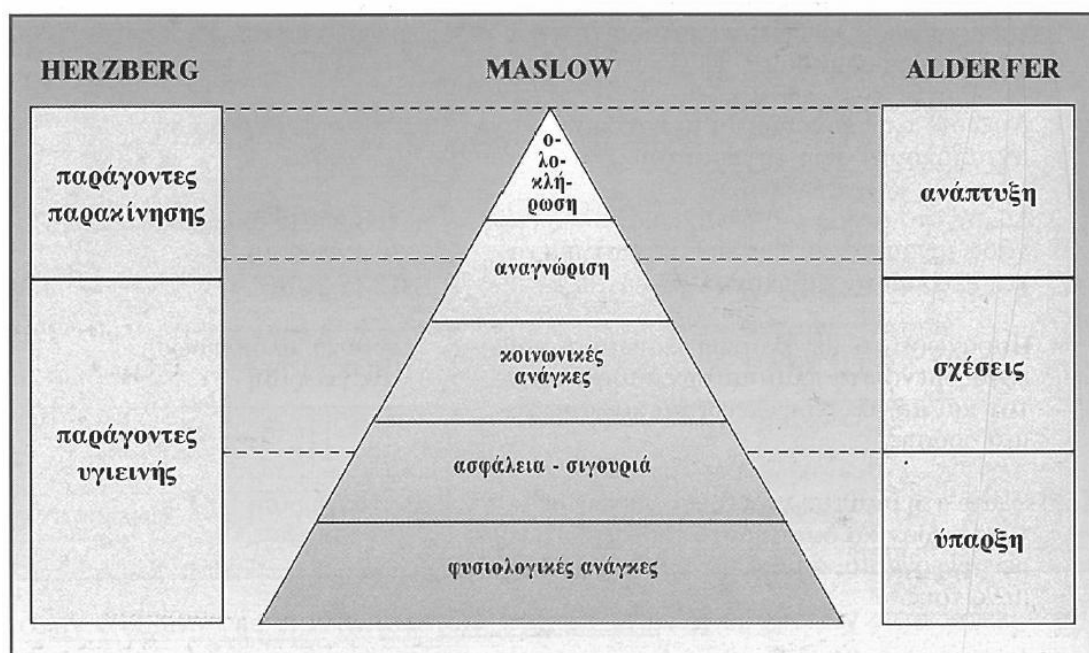 HERZBERG
MASLOW
ALDERFER
παράγοντες
παρακίνησης
παράγοντες
υγιεινής
ο-
λο-
κλή-
ρωση
αναγνώριση
κοινωνικές
ανάγκες
ασφάλεια - σιγουριά
φυσιολογικές ανάγκες
ανάπτυξη
σχέσεις
ύπαρξη